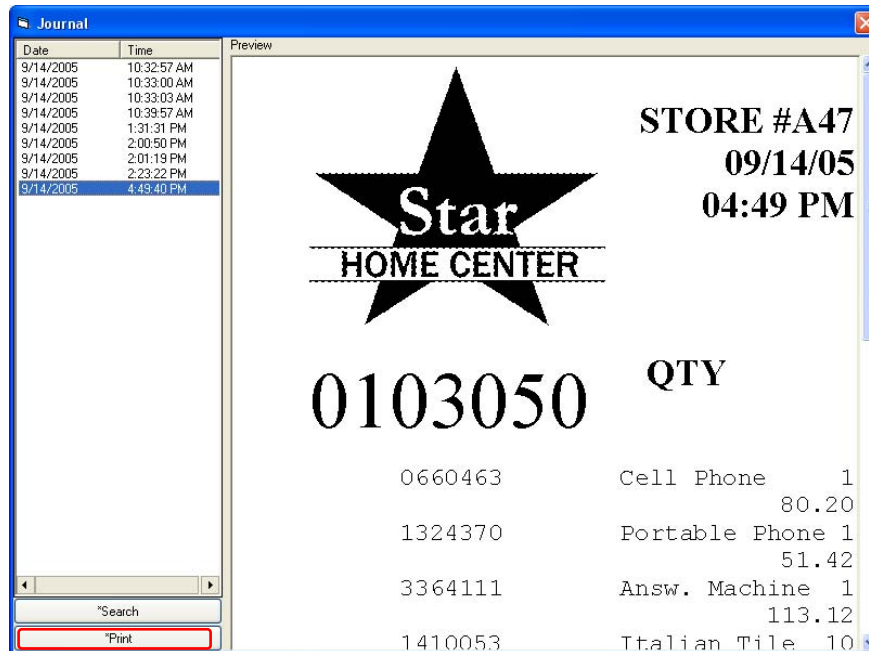 Journal
Date Time
9/14/2005 10:32:57 AM
9/14/2005 10:33:00 AM
9/14/2005 10:33:03 AM
9/14/2005 10:39:57 AM
9/14/2005 1:31:31 PM
9/14/2005 2:00:50 PM
9/14/2005 2:01:19 PM
9/14/2005 2:23:22 PM
9/14/2005 4:49:40 PM
*Search
*Print
Preview
Star
HOME CENTER
STORE #A47
09/14/05
04:49 PM
0103050 QTY
0660463 Cell Phone 1
80.20
1324370 Portable Phone 1
51.42
3364111 Answ. Machine 1
113.12
1410053 Italian Tile 10